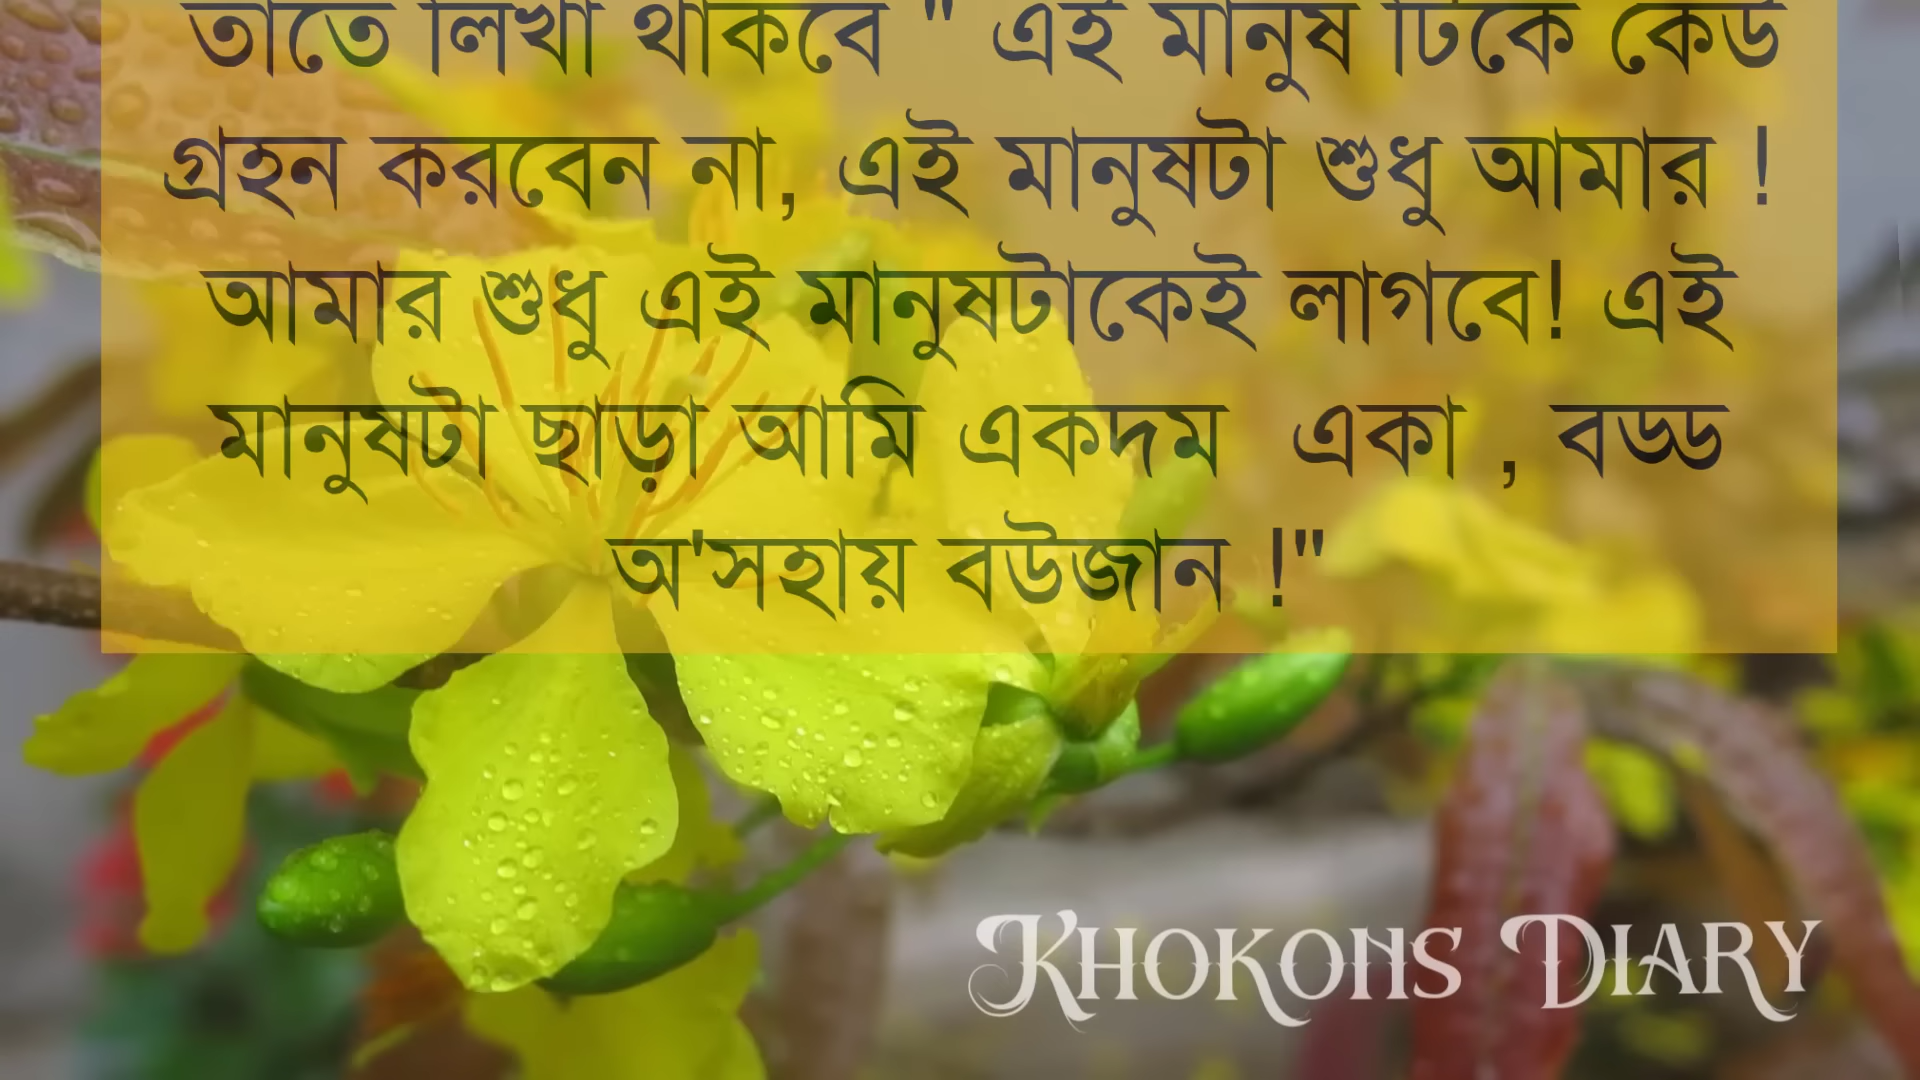 তাতে লিখা থাকবে " এই মানুষ টিকে কেউ
গ্রহন করবেন না, এই মানুষটা শুধু আমার !
আমার শুধু এই মানুষটাকেই লাগবে! এই
মানুষটা ছাড়া আমি একদম একা , বড্ড
অ'সহায় বউজান !"
KHOKONS DIARY